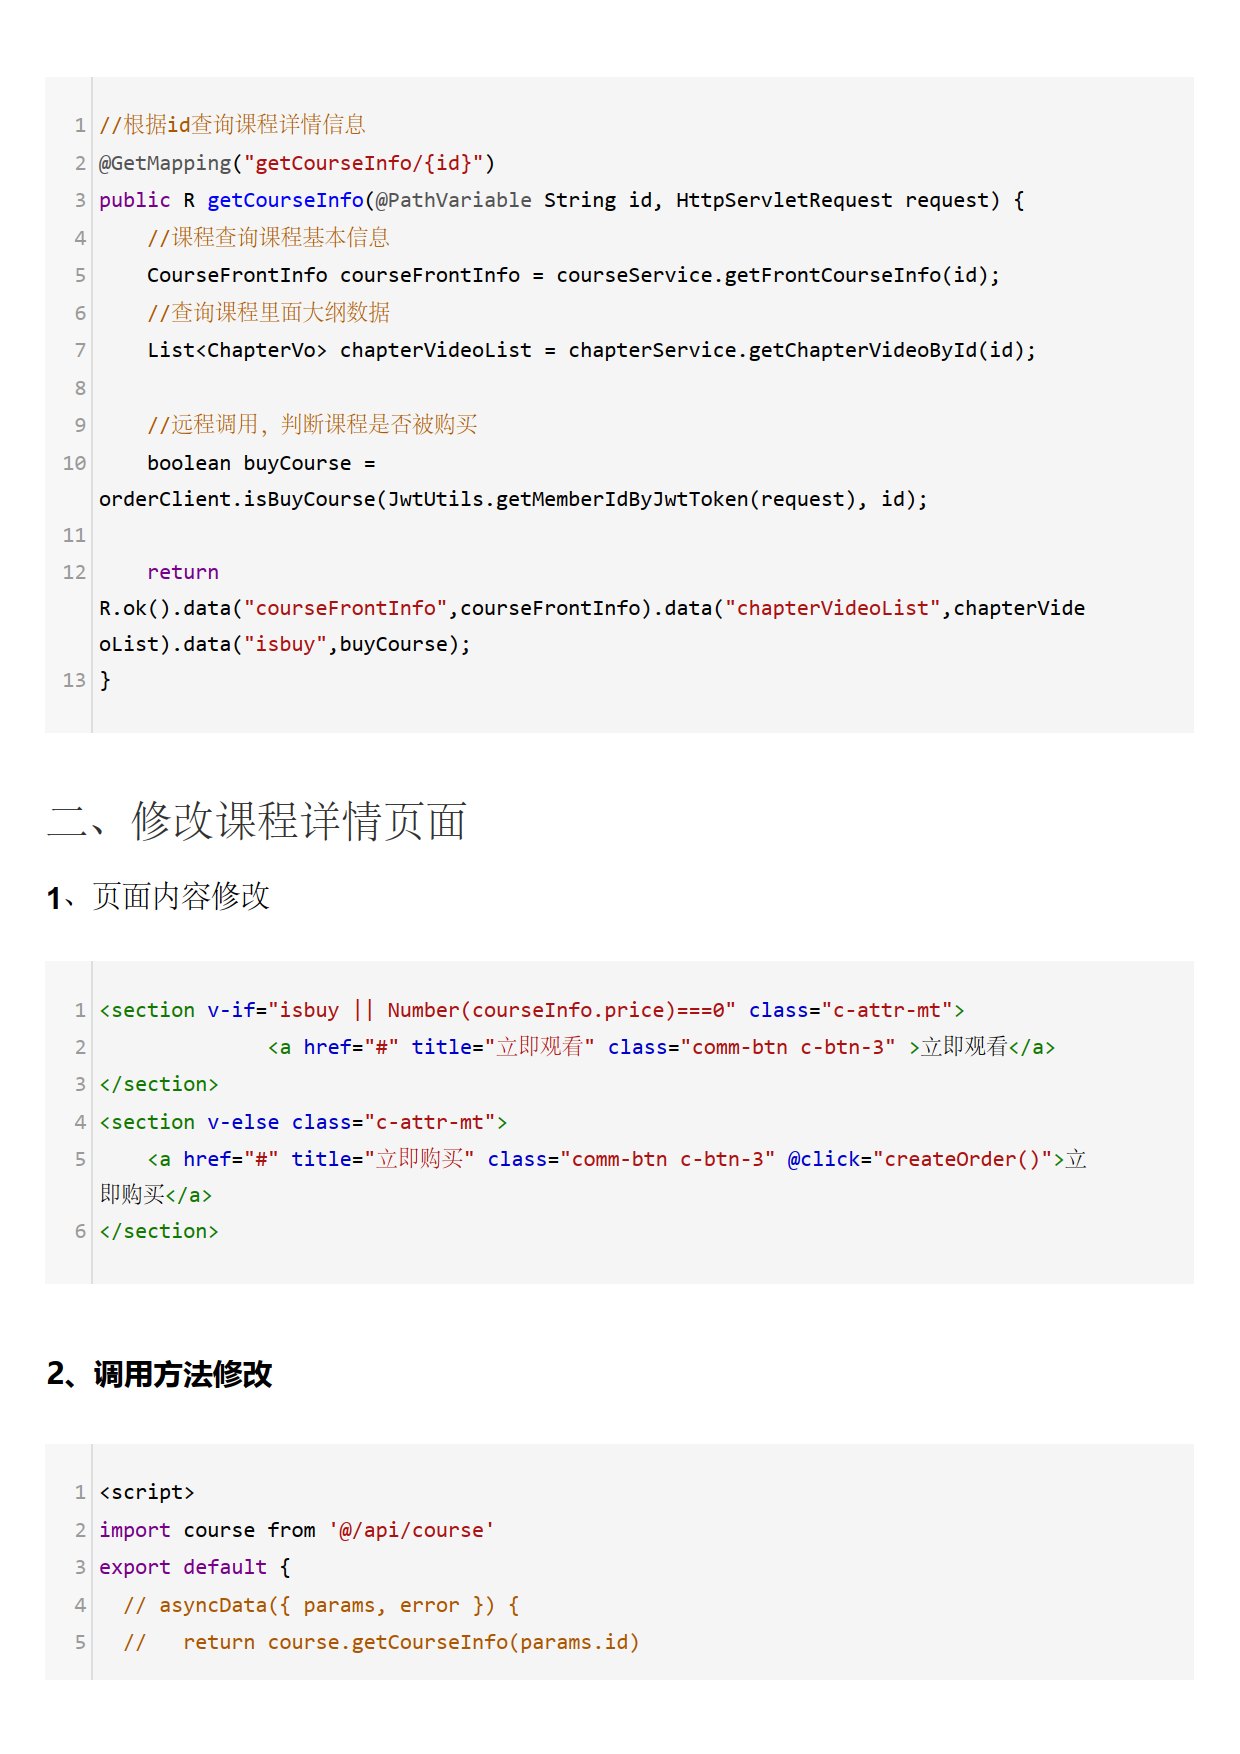 1 //根据id查询课程详情信息
2 @GetMapping("getCourseInfo/{id}")
3 public R getCourseInfo(@PathVariable String id, HttpServletRequest request) {
4     //课程查询课程基本信息
5     CourseFrontInfo courseFrontInfo = courseService.getFrontCourseInfo(id);
6     //查询课程里面大纲数据
7     List<ChapterVo> chapterVideoList = chapterService.getChapterVideoById(id);
8
9     //远程调用，判断课程是否被购买
10     boolean buyCourse =
orderClient.isBuyCourse(JwtUtils.getMemberIdByJwtToken(request), id);
11
12     return
R.ok().data("courseFrontInfo",courseFrontInfo).data("chapterVideoList",chapterVide
oList).data("isbuy",buyCourse);
13 }
二、修改课程详情页面
1、页面内容修改
1 <section v-if="isbuy || Number(courseInfo.price)===0" class="c-attr-mt">
2               <a href="#" title="立即观看" class="comm-btn c-btn-3" >立即观看</a>
3 </section>
4 <section v-else class="c-attr-mt">
5     <a href="#" title="立即购买" class="comm-btn c-btn-3" @click="createOrder()">立
即购买</a>
6 </section>
2、调用方法修改
1 <script>
2 import course from '@/api/course'
3 export default {
4   // asyncData({ params, error }) {
5   //   return course.getCourseInfo(params.id)